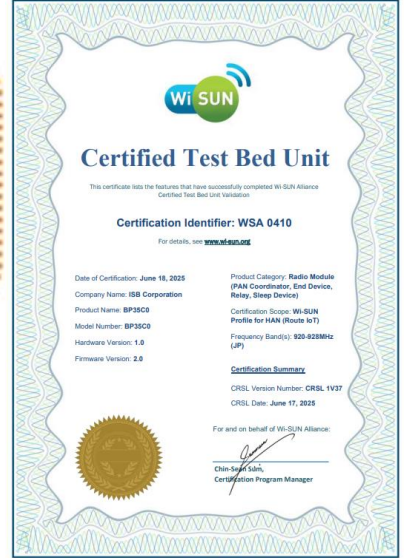 Wi SUN
Certified Test Bed Unit
This certificate lists the features that have successfully completed Wi-SUN Alliance
Certified Test Bed Unit Validation
Certification Identifier: WSA 0410
For details, see www.wi-sun.org
Date of Certification: June 18, 2025
Company Name: ISB Corporation
Product Name: BP35C0
Model Number: BP35C0
Hardware Version: 1.0
Firmware Version: 2.0
Product Category: Radio Module
(PAN Coordinator, End Device,
Relay, Sleep Device)
Certification Scope: Wi-SUN
Profile for HAN (Route IoT)
Frequency Band(s): 920-928MHz
(JP)
Certification Summary
CRSL Version Number: CRSL 1V37
CRSL Date: June 17, 2025
For and on behalf of Wi-SUN Alliance:
Chin-Sean Sum,
Certification Program Manager